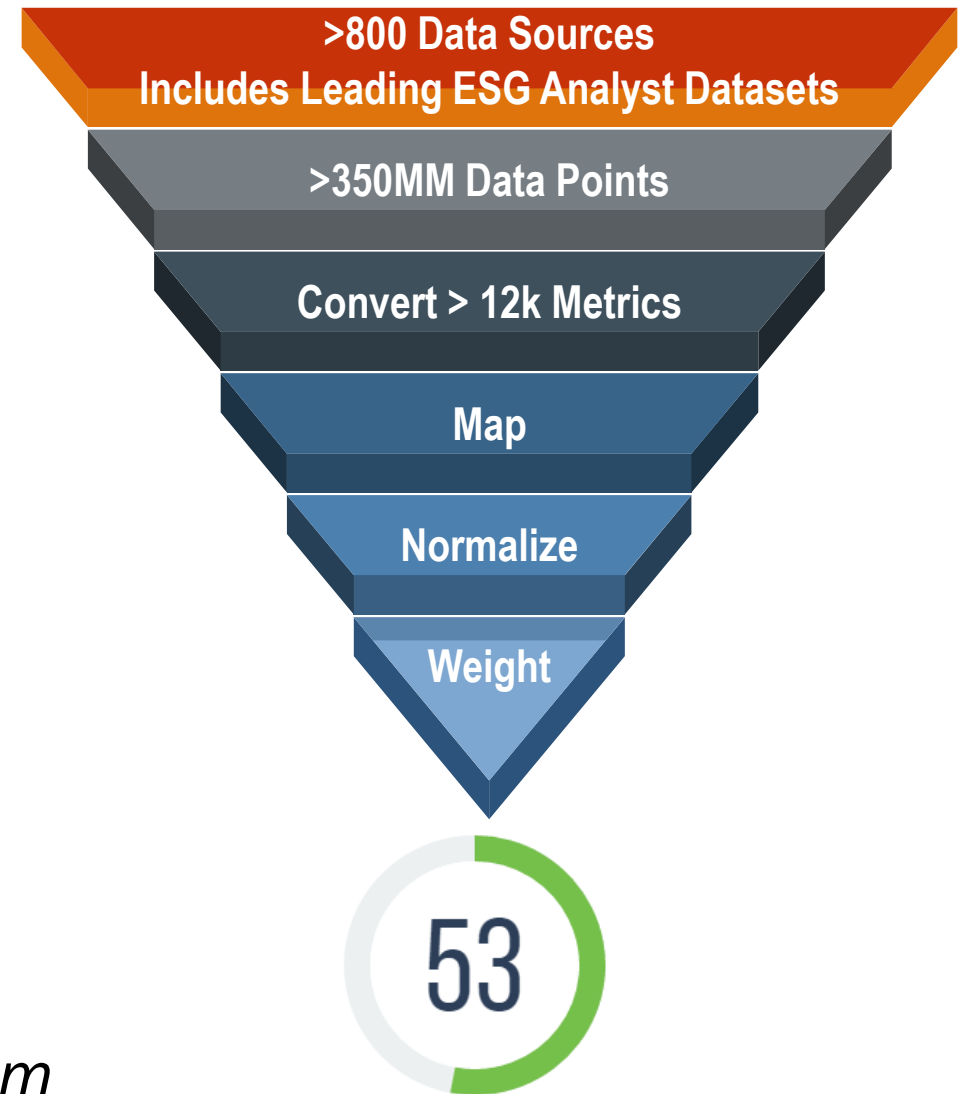 >800 Data Sources
Includes Leading ESG Analyst Datasets
>350MM Data Points
Convert > 12k Metrics
Map
Normalize
Weight
53
m